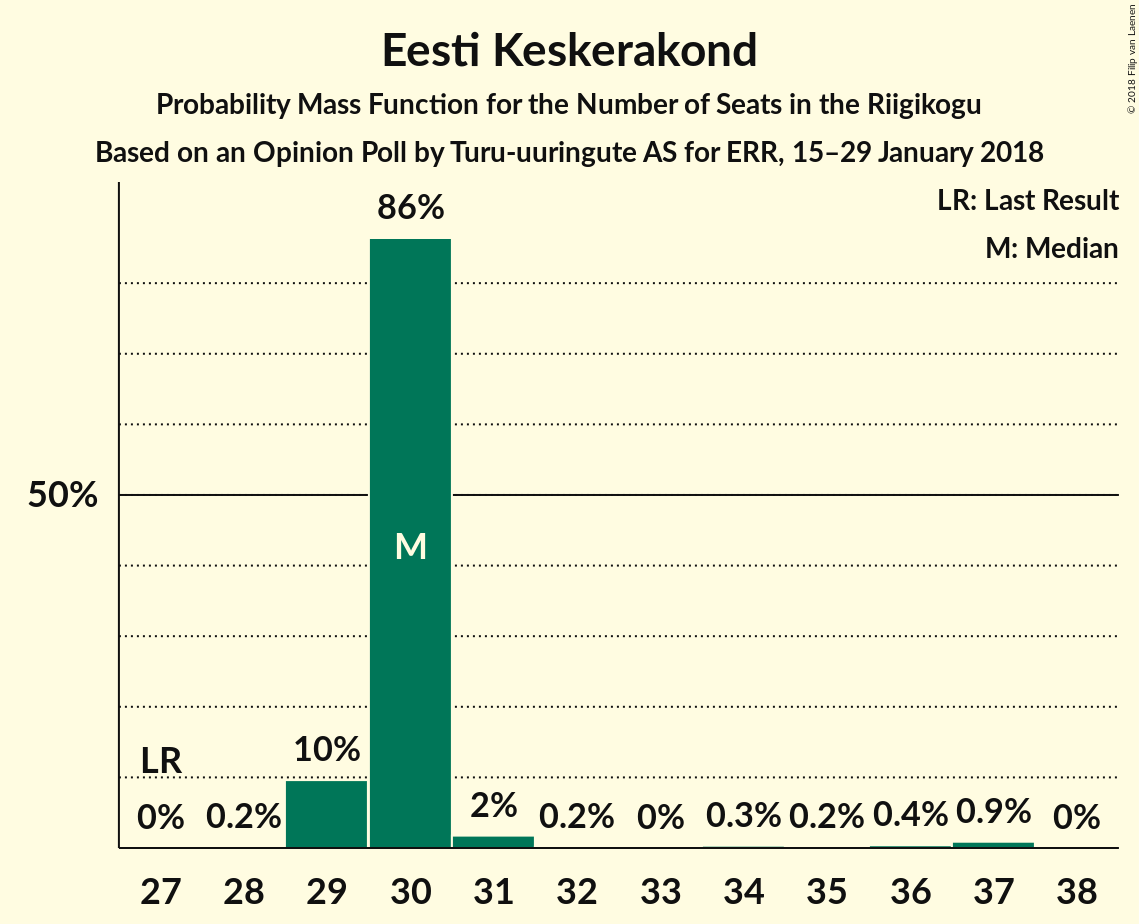 Eesti Keskerakond
Probability Mass Function for the Number of Seats in the Riigikogu
Based on an Opinion Poll by Turu-uuringute AS for ERR, 15–29 January 2018
© 2018 Filip van Laenen
LR: Last Result
M: Median
86%
50%
M
LR
0% 0.2% 10% 2% 0.2% 0% 0.3% 0.2% 0.4% 0.9% 0%
27 28 29 30 31 32 33 34 35 36 37 38